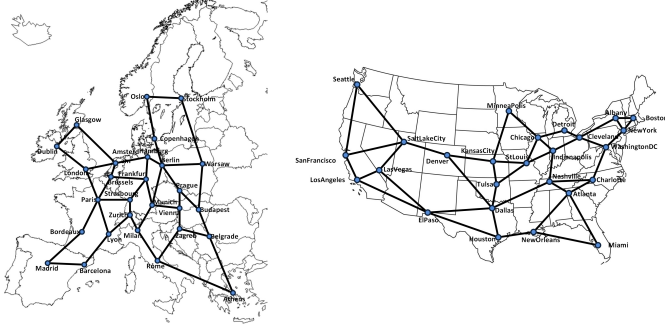 Oslo
Stockholm
Glasgow
Copenhagen
Dublin
Amsterdam
Hamburg
Berlin
Warsaw
London
Frankfurt
Brussels
Prague
Strasbourg
Paris
Munich
Zurich
Vienna
Budapest
Bordeaux
Lyon
Milan
Zagreb
Belgrade
Rome
Madrid
Barcelona
Athens
Seattle
Minneapolis
Albany
Boston
Detroit
NewYork
SaltLakeCity
Chicago
Cleveland
WashingtonDC
KansasCity
SanFrancisco
Denver
StLouis
Indianapolis
LosAngeles
LasVegas
Tulsa
Nashville
Charlotte
Atlanta
Dallas
ElPaso
Houston
NewOrleans
Miami